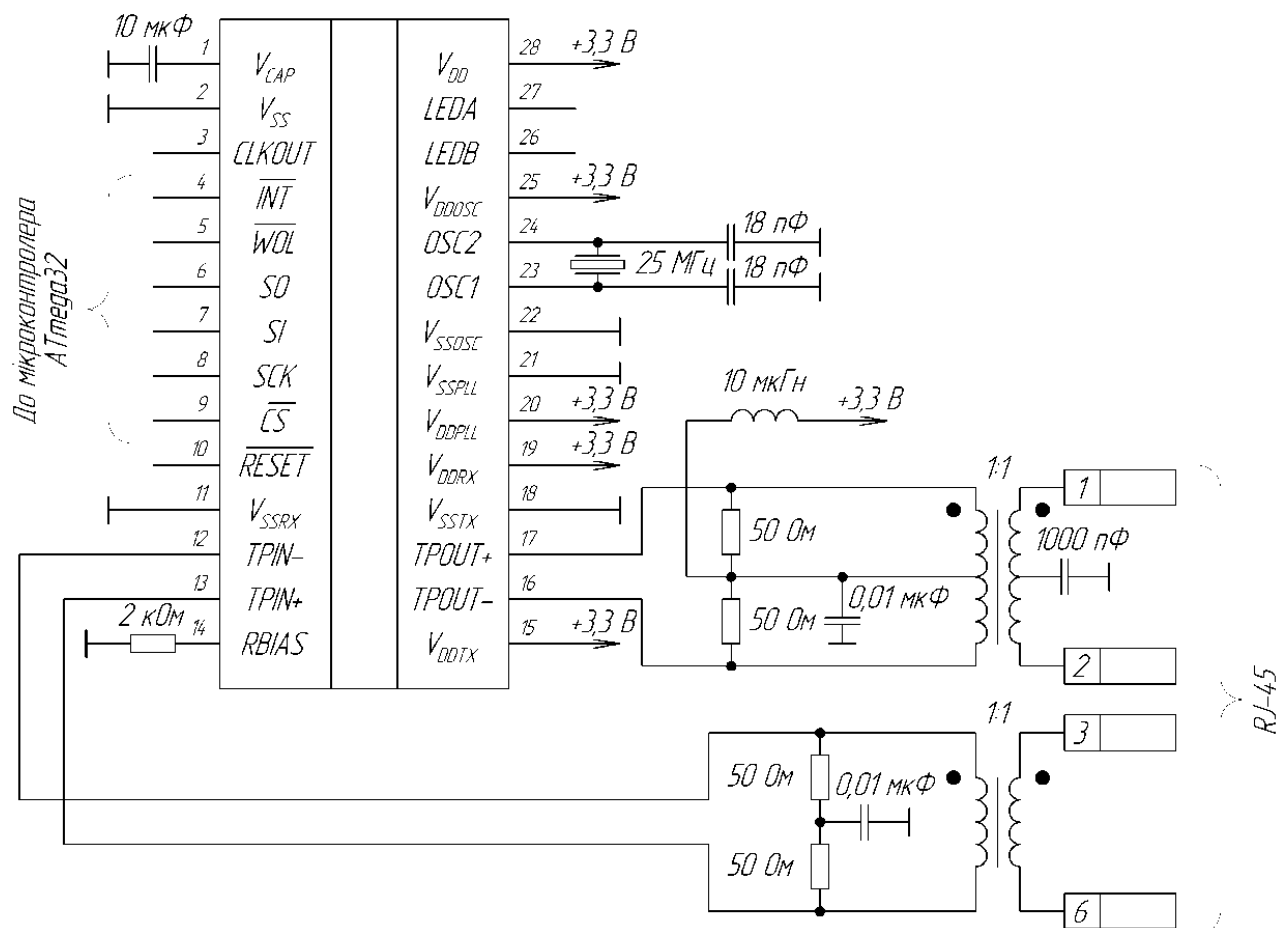 10 мкФ
1
V_CAP
2
V_SS
3
CLKOUT
4
INT
5
WOL
6
SO
7
SI
8
SCK
9
CS
10
RESET
11
V_SSRX
12
TPIN–
13
TPIN+
2 кОм
14
RBIAS
До мікроконтролера
ATmega32
28
+3,3 В
V_DD
27
LEDA
26
LEDB
25
+3,3 В
V_DDOSC
24
OSC2
18 пФ
25 МГц
23
OSC1
18 пФ
22
V_SSOSC
21
V_SSPLL
20
+3,3 В
V_DDPLL
19
+3,3 В
V_DDRX
18
V_SSTX
17
TPOUT+
16
TPOUT–
15
+3,3 В
V_DDTX
10 мкГн
+3,3 В
50 Ом
50 Ом
0,01 мкФ
1:1
1
1000 пФ
2
1:1
3
50 Ом
0,01 мкФ
50 Ом
6
RJ-45